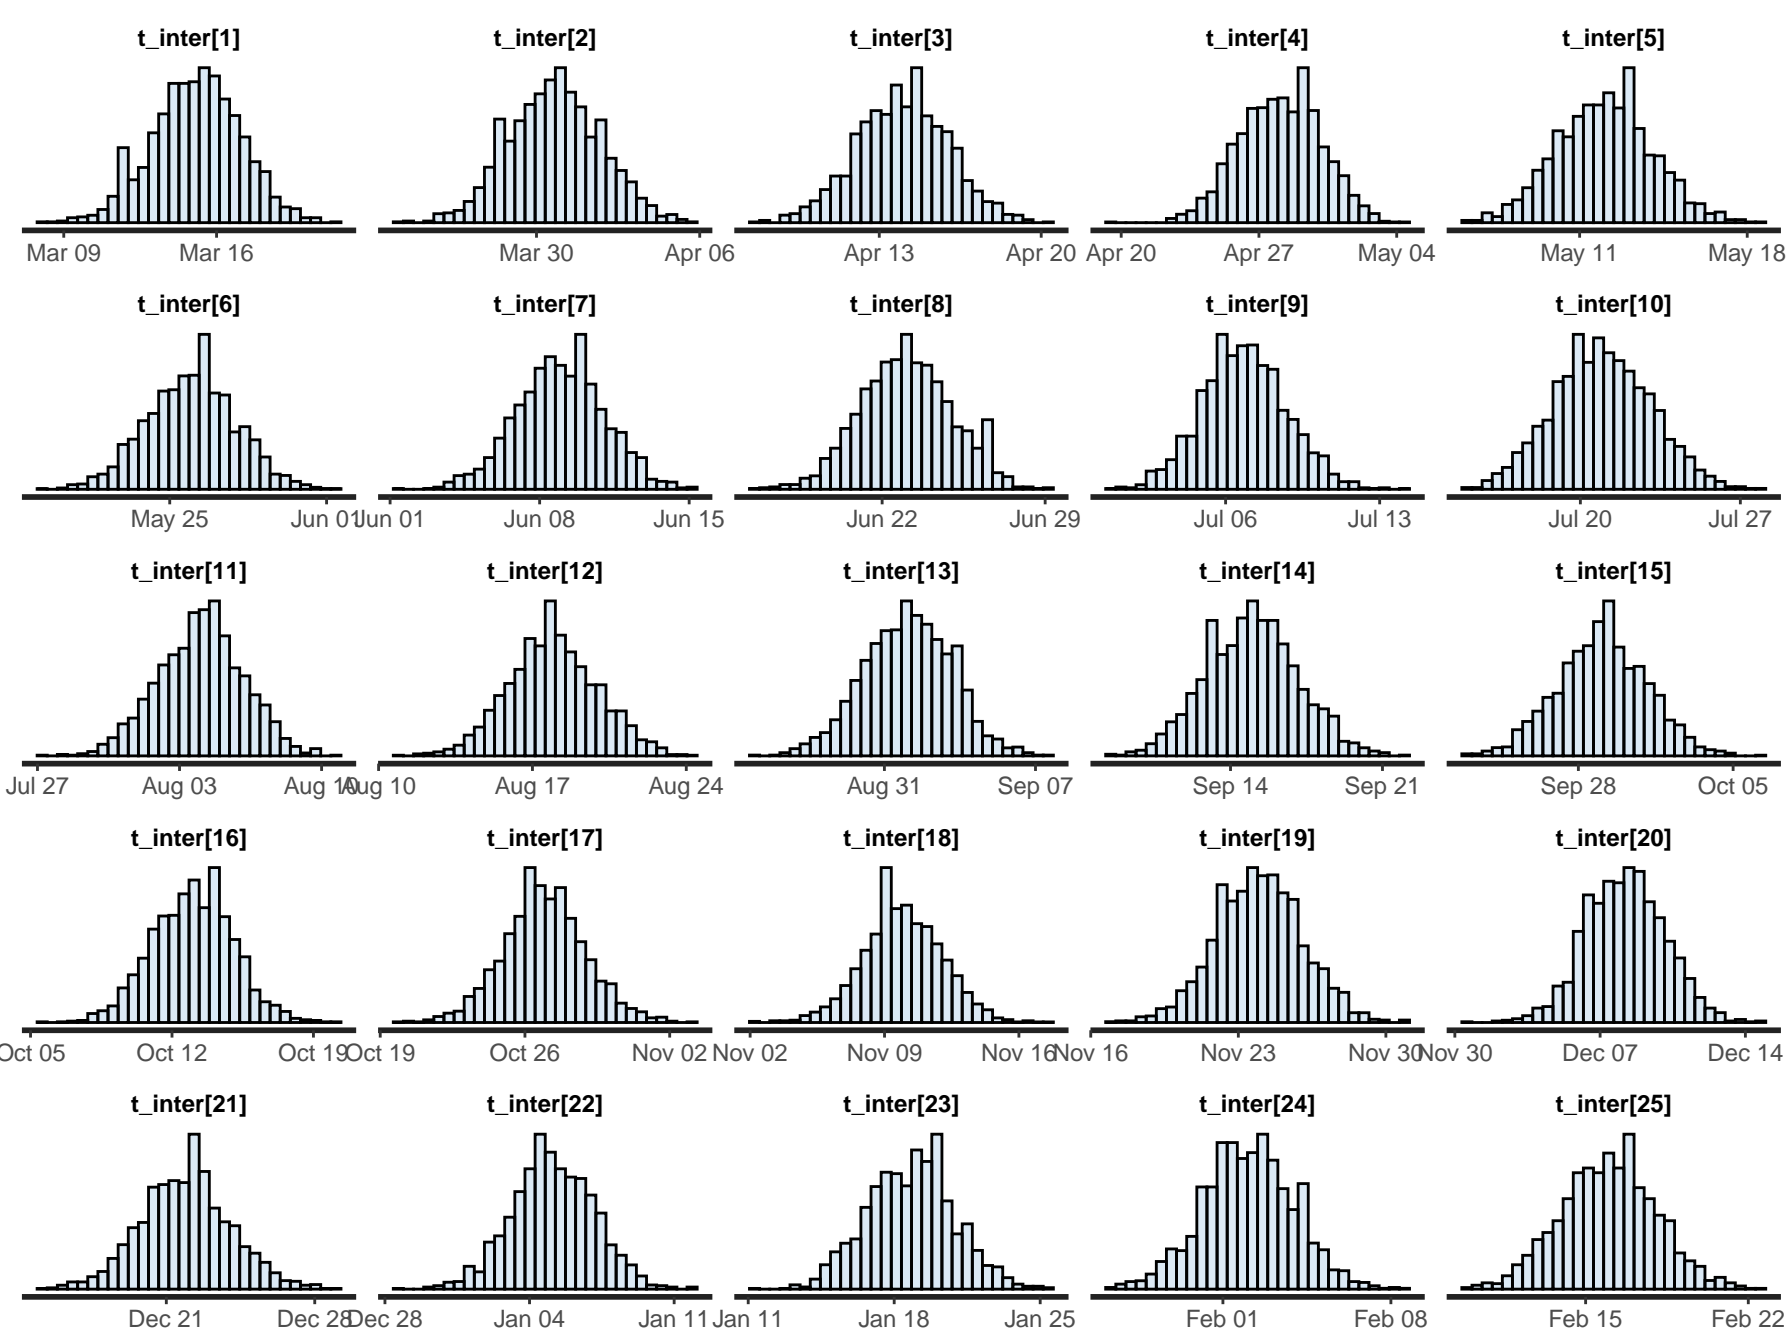 t_inter[1] t_inter[2] t_inter[3] t_inter[4] t_inter[5]
Mar 09 Mar 16 Mar 30 Apr 06 Apr 13 Apr 20 Apr 20 Apr 27 May 04 May 11 May 18
t_inter[6] t_inter[7] t_inter[8] t_inter[9] t_inter[10]
May 25 Jun 01 Jun 01 Jun 08 Jun 15 Jun 22 Jun 29 Jul 06 Jul 13 Jul 20 Jul 27
t_inter[11] t_inter[12] t_inter[13] t_inter[14] t_inter[15]
Jul 27 Aug 03 Aug 10 Aug 10 Aug 17 Aug 24 Aug 31 Sep 07 Sep 14 Sep 21 Sep 28 Oct 05
t_inter[16] t_inter[17] t_inter[18] t_inter[19] t_inter[20]
Oct 05 Oct 12 Oct 19 Oct 19 Oct 26 Nov 02 Nov 02 Nov 09 Nov 16 Nov 16 Nov 23 Nov 30 Nov 30 Dec 07 Dec 14
t_inter[21] t_inter[22] t_inter[23] t_inter[24] t_inter[25]
Dec 21 Dec 28 Dec 28 Jan 04 Jan 11 Jan 11 Jan 18 Jan 25 Feb 01 Feb 08 Feb 15 Feb 22